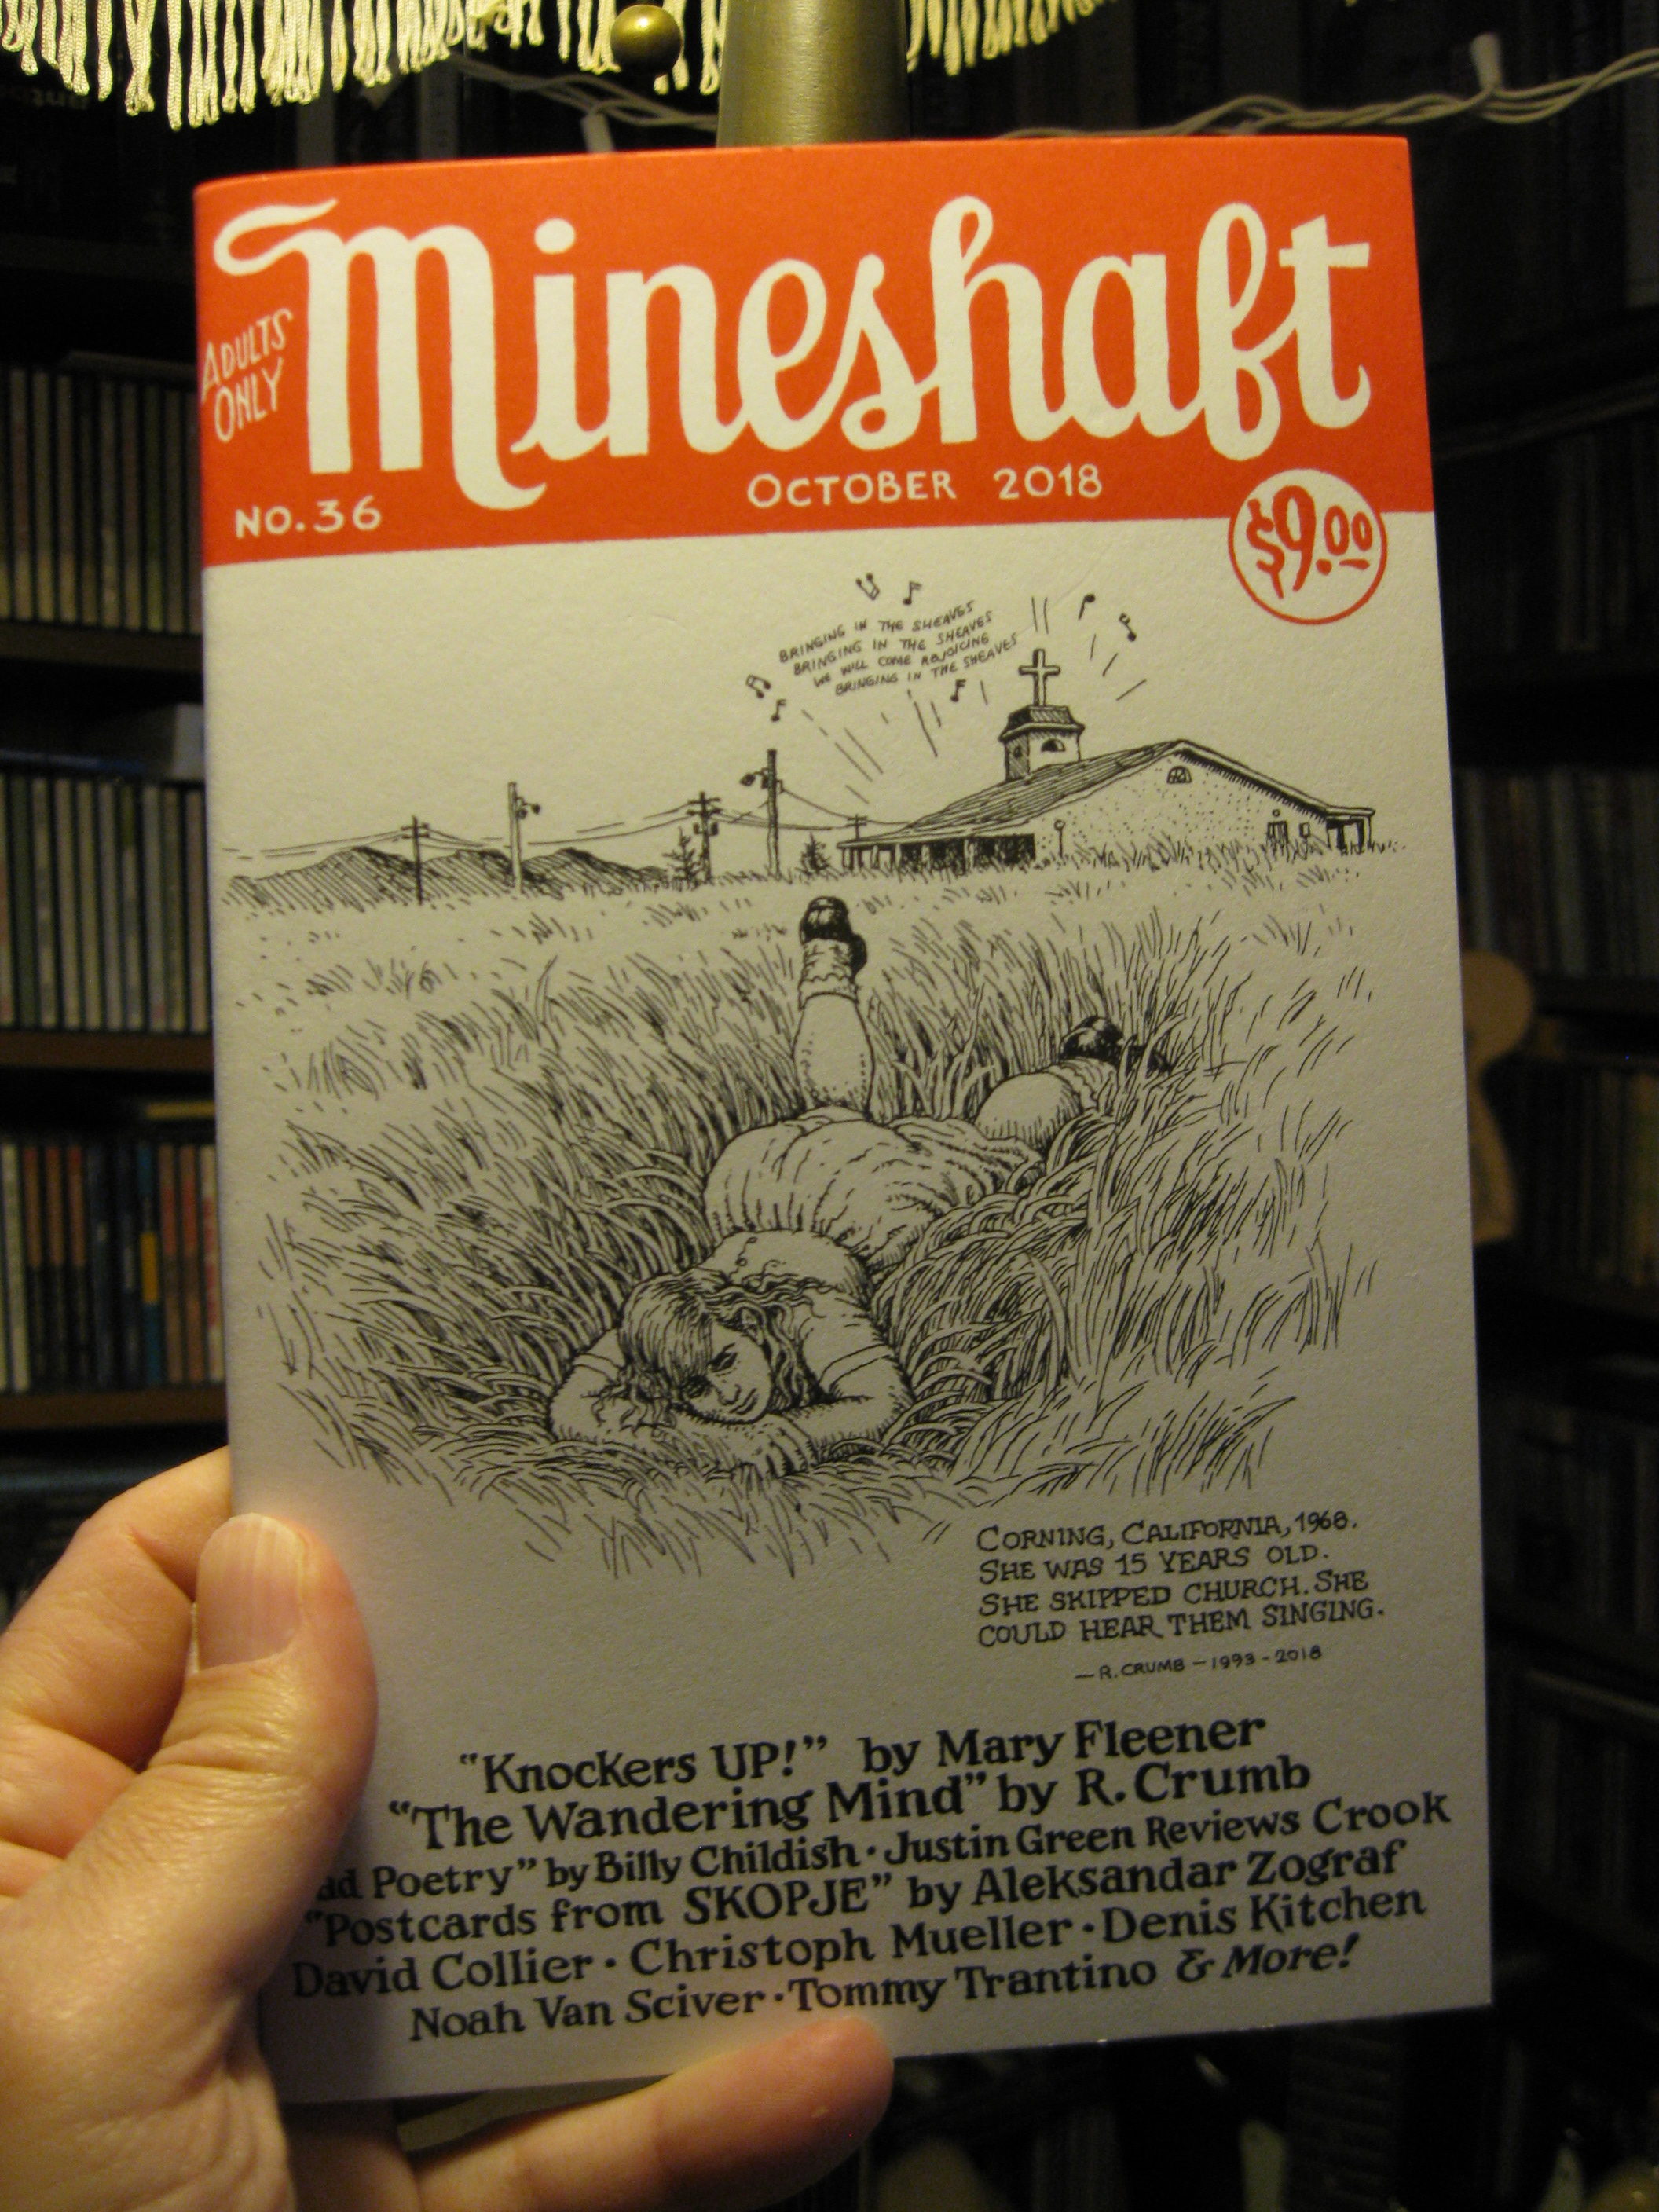 Mineshaft
ADULTS
ONLY
NO. 36
OCTOBER 2018
$9.00
BRINGING IN THE SHEAVES
BRINGING IN THE SHEAVES
WE WILL COME REJOICING
BRINGING IN THE SHEAVES
CORNING, CALIFORNIA, 1968.
SHE WAS 15 YEARS OLD.
SHE SKIPPED CHURCH. SHE
COULD HEAR THEM SINGING.
—R. CRUMB—1993-2018
"Knockers UP!" by Mary Fleener
"The Wandering Mind" by R. Crumb
Poetry" by Billy Childish · Justin Green Reviews Crook
"Postcards from SKOPJE" by Aleksandar Zograf
David Collier · Christoph Mueller · Denis Kitchen
Noah Van Sciver · Tommy Trantino & More!